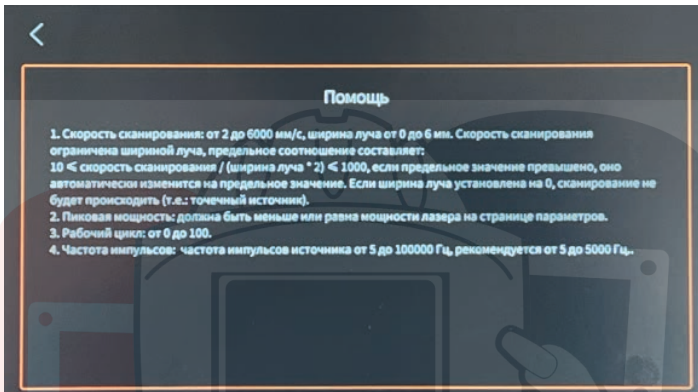 Помощь
1. Скорость сканирования: от 2 до 6000 мм/с, ширина луча от 0 до 6 мм. Скорость сканирования
ограничена шириной луча, предельное соотношение составляет:
10 ⩽ скорость сканирования / (ширина луча * 2) ⩽ 1000, если предельное значение превышено, оно
автоматически изменится на предельное значение. Если ширина луча установлена на 0, сканирование не
будет происходить (т.е.: точечный источник).
2. Пиковая мощность: должна быть меньше или равна мощности лазера на странице параметров.
3. Рабочий цикл: от 0 до 100.
4. Частота импульсов: частота импульсов источника от 5 до 100000 Гц, рекомендуется от 5 до 5000 Гц..